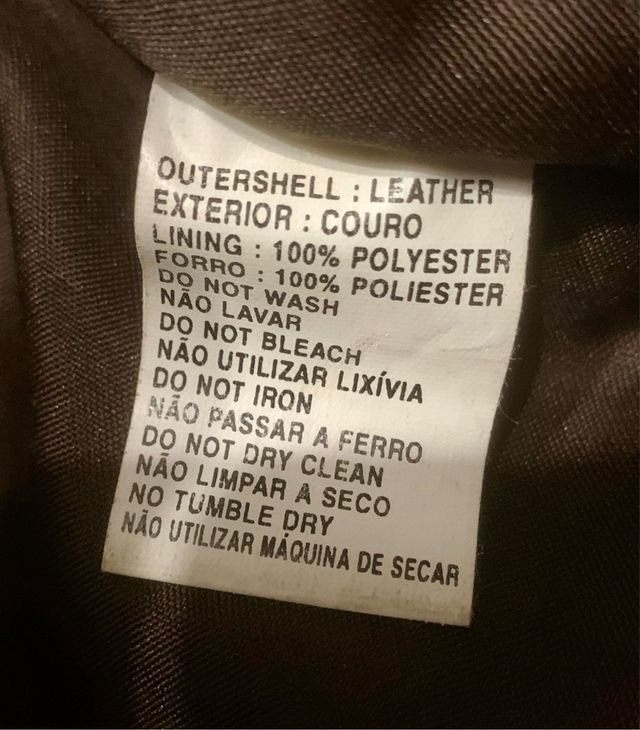 OUTERSHELL : LEATHER
EXTERIOR : COURO
LINING : 100% POLYESTER
FORRO : 100% POLIESTER
DO NOT WASH
NÃO LAVAR
DO NOT BLEACH
NÃO UTILIZAR LIXÍVIA
DO NOT IRON
NÃO PASSAR A FERRO
DO NOT DRY CLEAN
NÃO LIMPAR A SECO
NO TUMBLE DRY
NÃO UTILIZAR MÁQUINA DE SECAR